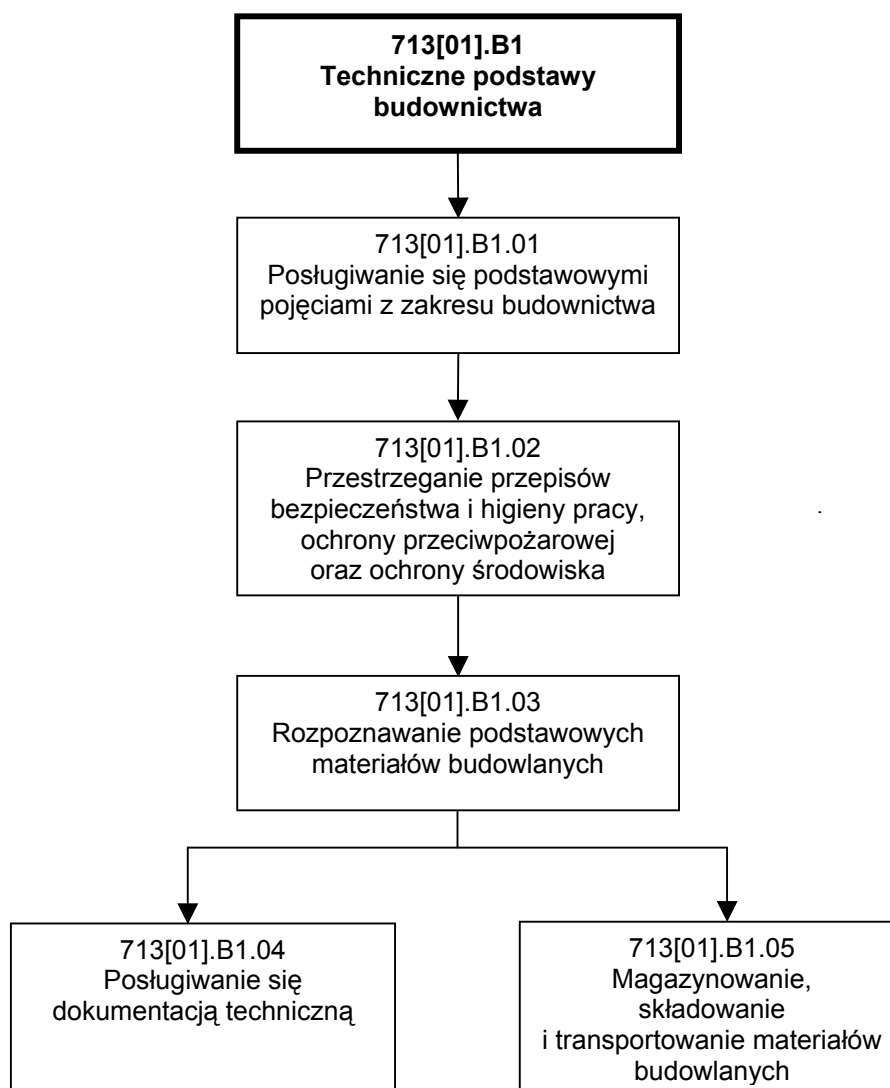 713[01].B1
Techniczne podstawy
budownictwa
713[01].B1.01
Posługiwanie się podstawowymi
pojęciami z zakresu budownictwa
713[01].B1.02
Przestrzeganie przepisów
bezpieczeństwa i higieny pracy,
ochrony przeciwpożarowej
oraz ochrony środowiska
.
713[01].B1.03
Rozpoznawanie podstawowych
materiałów budowlanych
713[01].B1.04
Posługiwanie się
dokumentacją techniczną
713[01].B1.05
Magazynowanie,
składowanie
i transportowanie materiałów
budowlanych